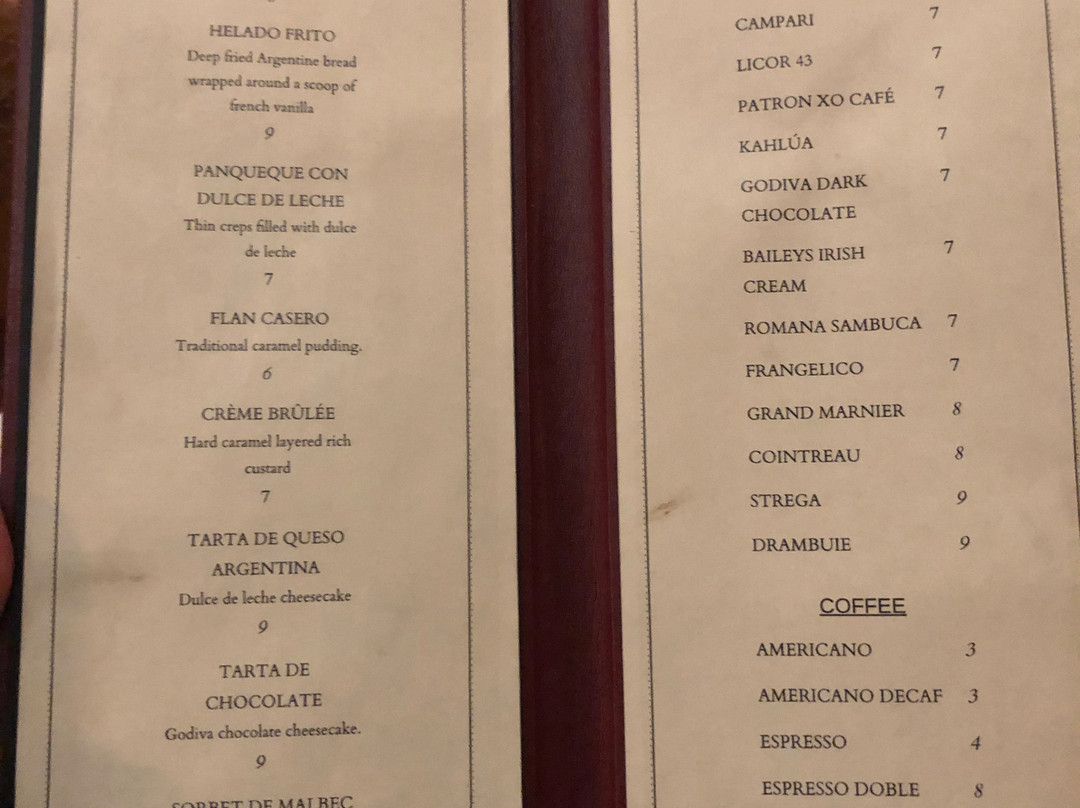 HELADO FRITO
Deep fried Argentine bread
wrapped around a scoop of
french vanilla
9
PANQUEQUE CON
DULCE DE LECHE
Thin creps filled with dulce
de leche
7
FLAN CASERO
Traditional caramel pudding.
6
CRÈME BRÛLÉE
Hard caramel layered rich
custard
7
TARTA DE QUESO
ARGENTINA
Dulce de leche cheesecake
9
TARTA DE
CHOCOLATE
Godiva chocolate cheesecake.
9
SORBET DE MALBEC
CAMPARI 7
LICOR 43 7
PATRON XO CAFÉ 7
KAHLÚA 7
GODIVA DARK 7
CHOCOLATE
BAILEYS IRISH 7
CREAM
ROMANA SAMBUCA 7
FRANGELICO 7
GRAND MARNIER 8
COINTREAU 8
STREGA 9
DRAMBUIE 9
COFFEE
AMERICANO 3
AMERICANO DECAF 3
ESPRESSO 4
ESPRESSO DOBLE 8